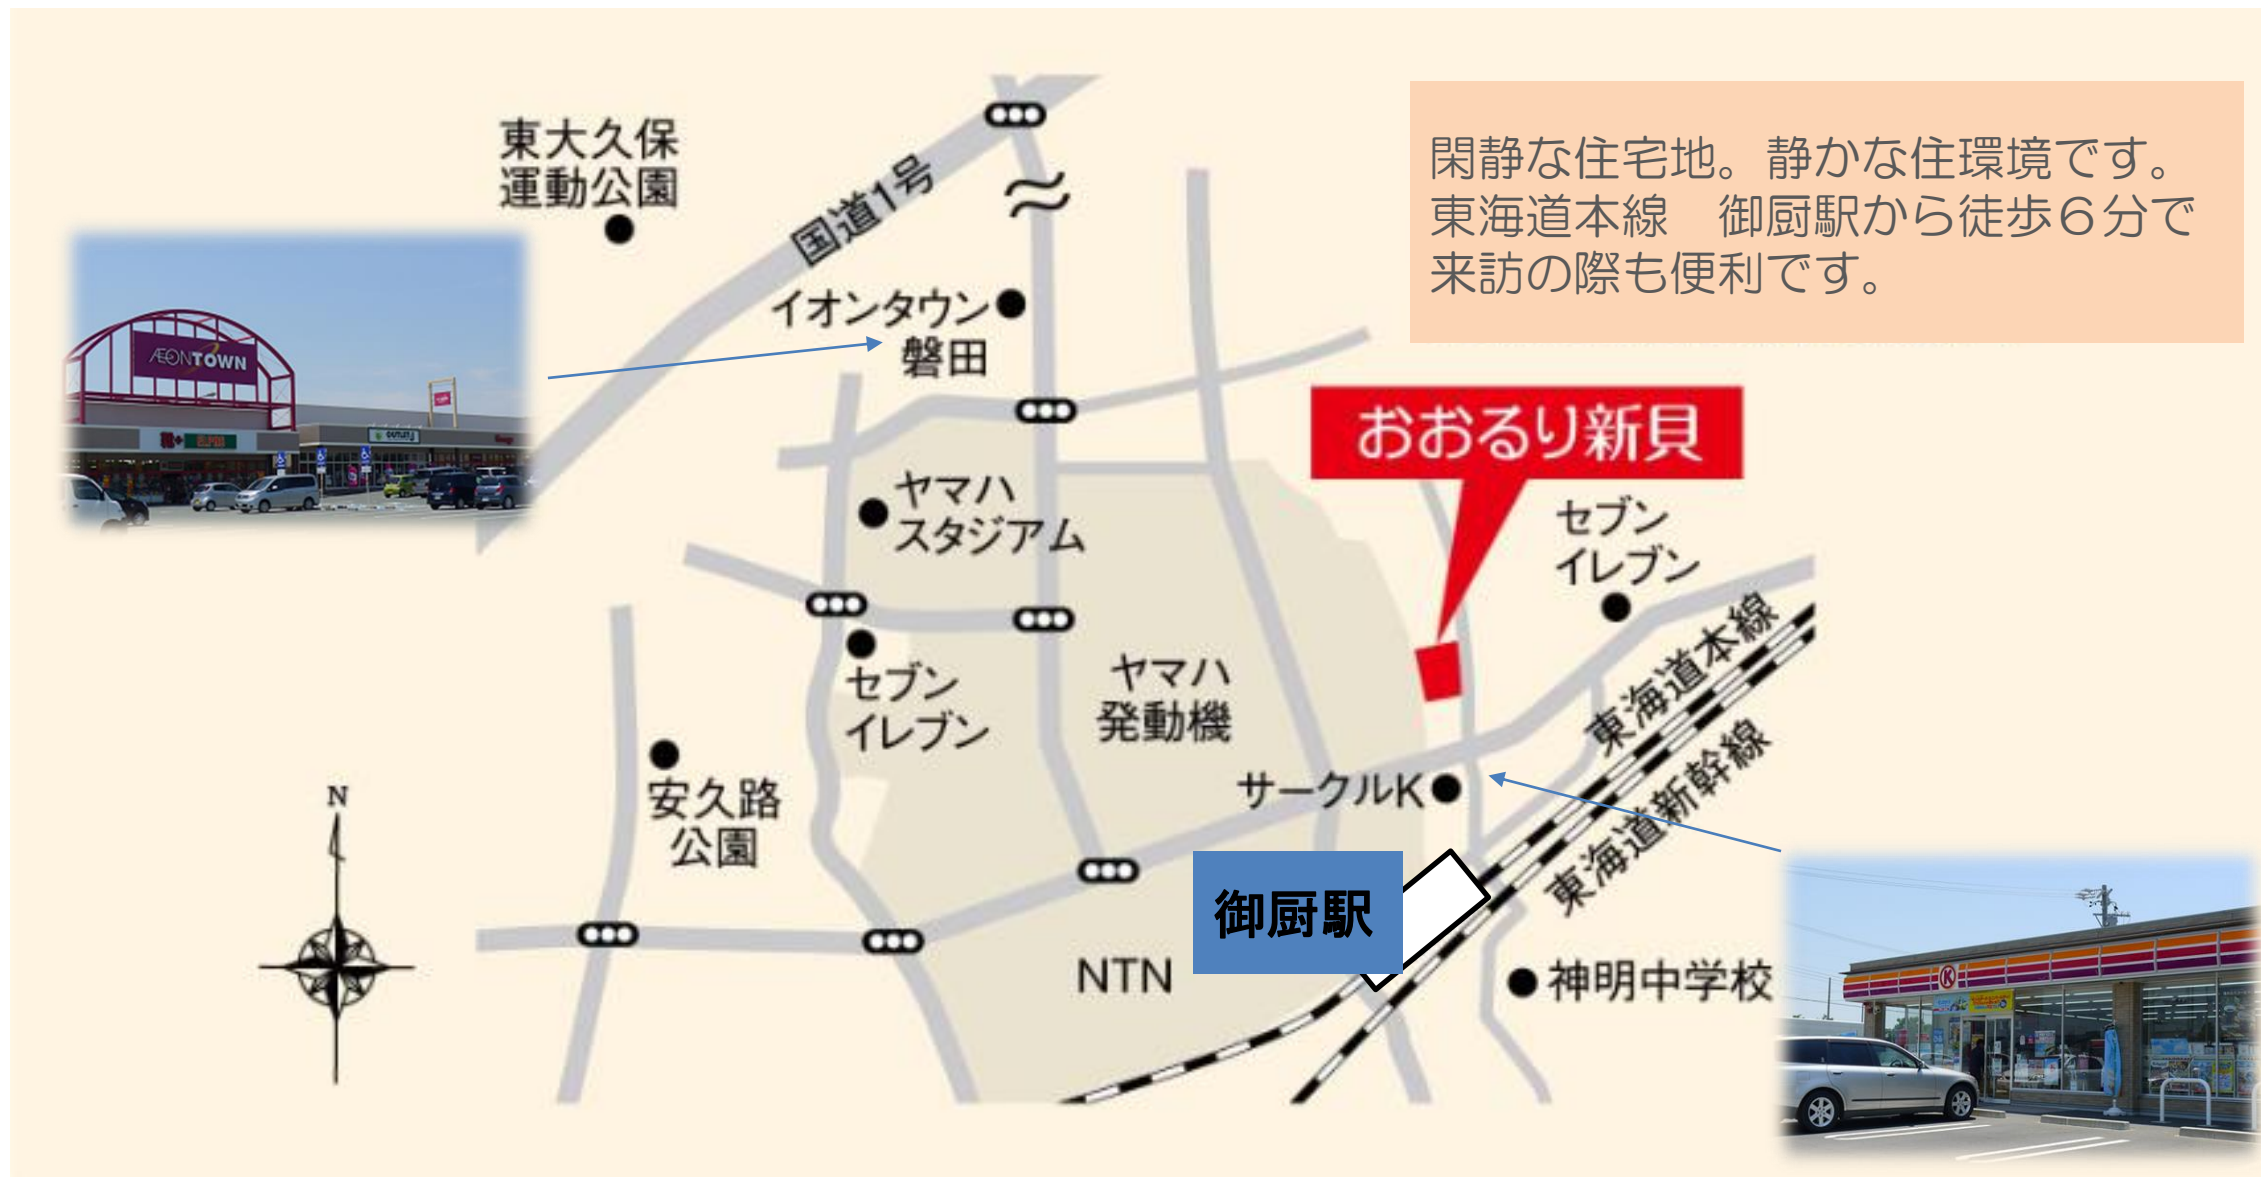 東大久保
運動公園
国道1号
閑静な住宅地。静かな住環境です。
東海道本線　御厨駅から徒歩６分で
来訪の際も便利です。
イオンタウン
磐田
ÆONTOWN
おおるり新貝
ヤマハ
スタジアム
セブン
イレブン
セブン
イレブン
ヤマハ
発動機
東海道本線
東海道新幹線
安久路
公園
サークルK
N
御厨駅
NTN
神明中学校
K